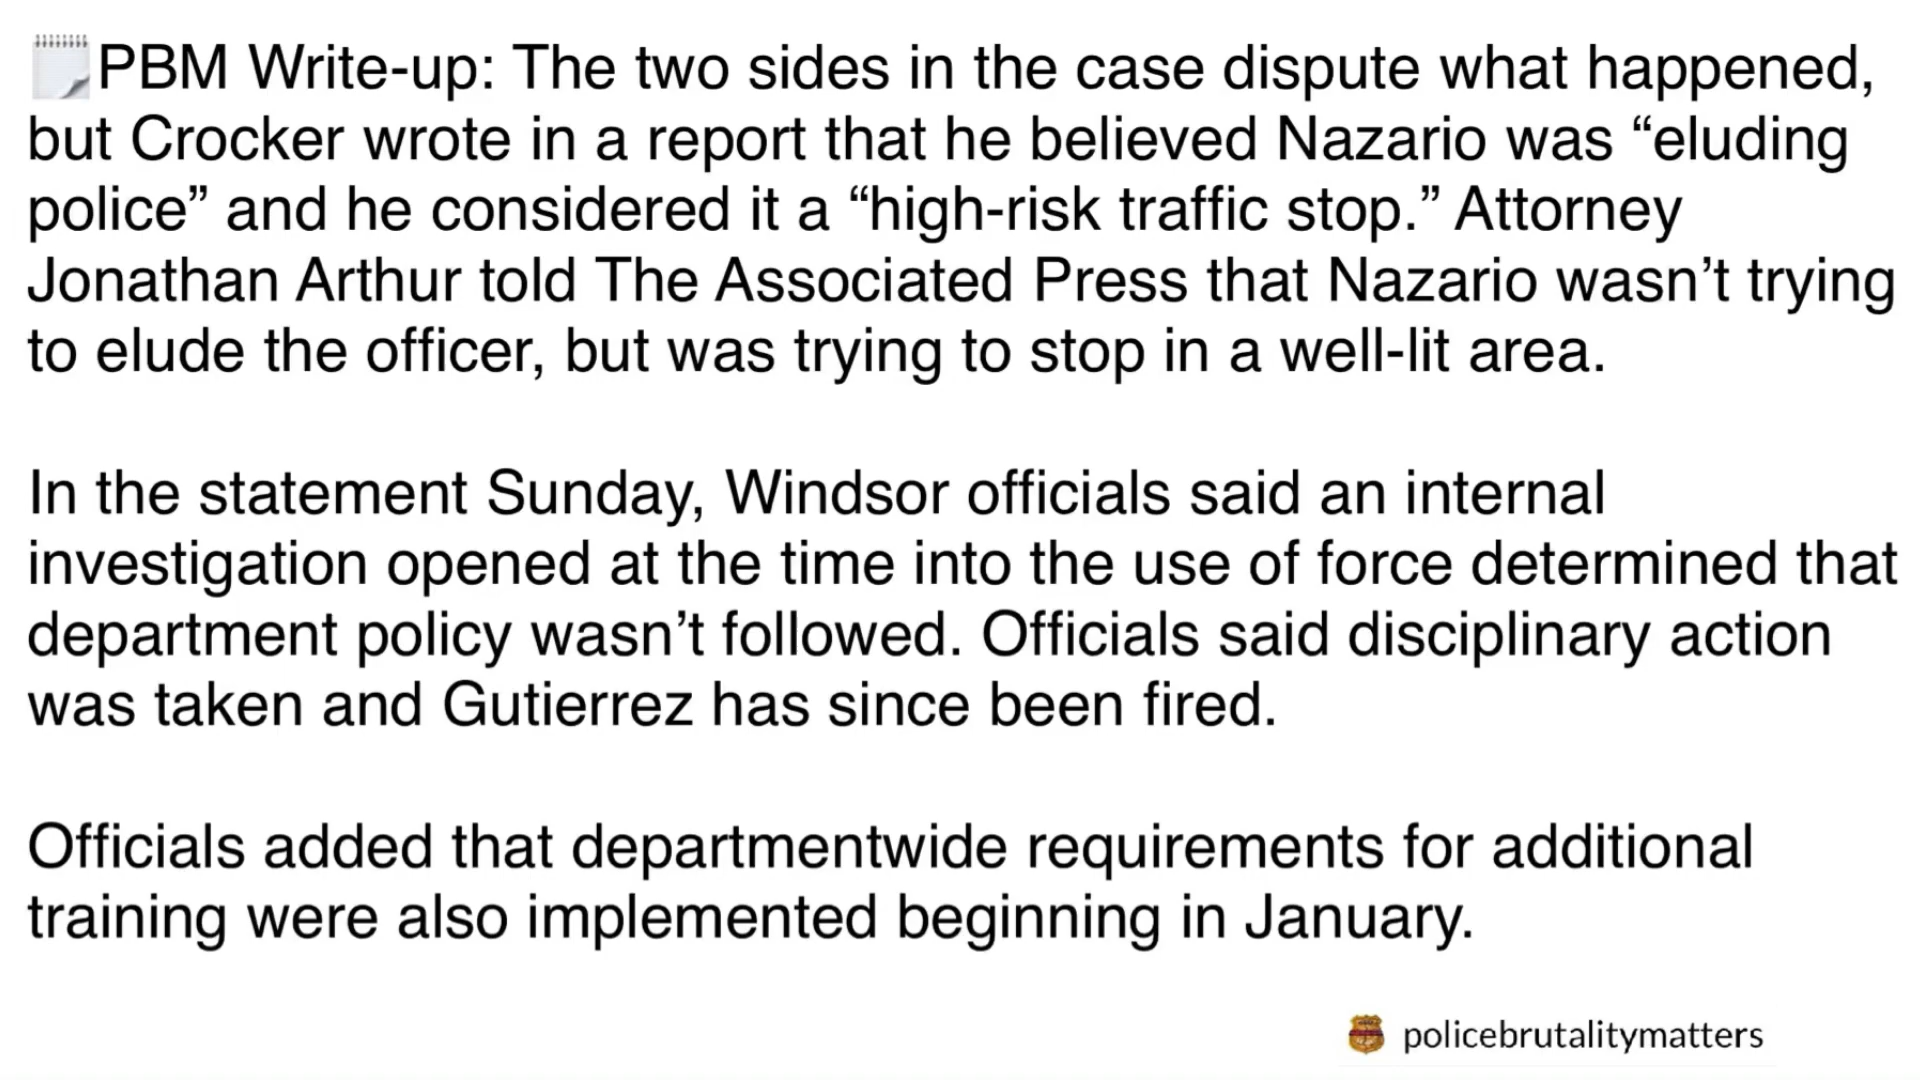 PBM Write-up: The two sides in the case dispute what happened,
but Crocker wrote in a report that he believed Nazario was “eluding
police” and he considered it a “high-risk traffic stop.” Attorney
Jonathan Arthur told The Associated Press that Nazario wasn’t trying
to elude the officer, but was trying to stop in a well-lit area.
In the statement Sunday, Windsor officials said an internal
investigation opened at the time into the use of force determined that
department policy wasn’t followed. Officials said disciplinary action
was taken and Gutierrez has since been fired.
Officials added that departmentwide requirements for additional
training were also implemented beginning in January.
policebrutalitymatters